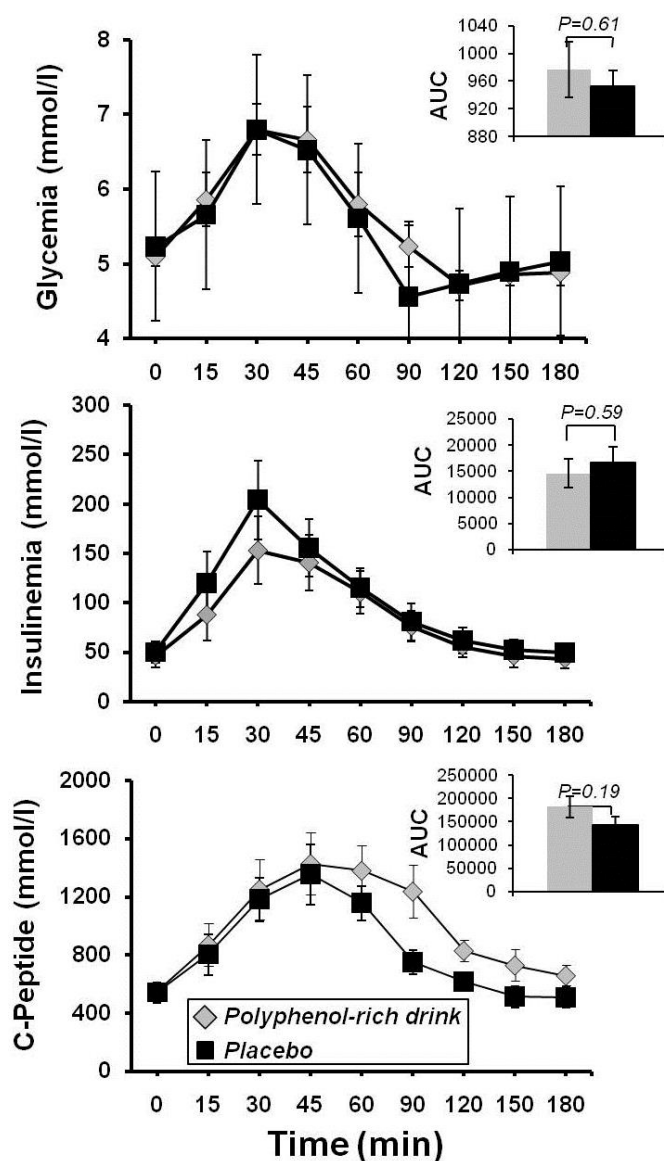 8
7
6
5
4
Glycemia (mmol/l)
0 15 30 45 60 90 120 150 180
1040
1000
960
920
880
AUC
P=0.61
300
250
200
150
100
50
0
Insulinemia (mmol/l)
0 15 30 45 60 90 120 150 180
25000
20000
15000
10000
5000
0
AUC
P=0.59
2000
1600
1200
800
400
0
C-Peptide (mmol/l)
0 15 30 45 60 90 120 150 180
250000
200000
150000
100000
50000
0
AUC
P=0.19
Polyphenol-rich drink
Placebo
Time (min)